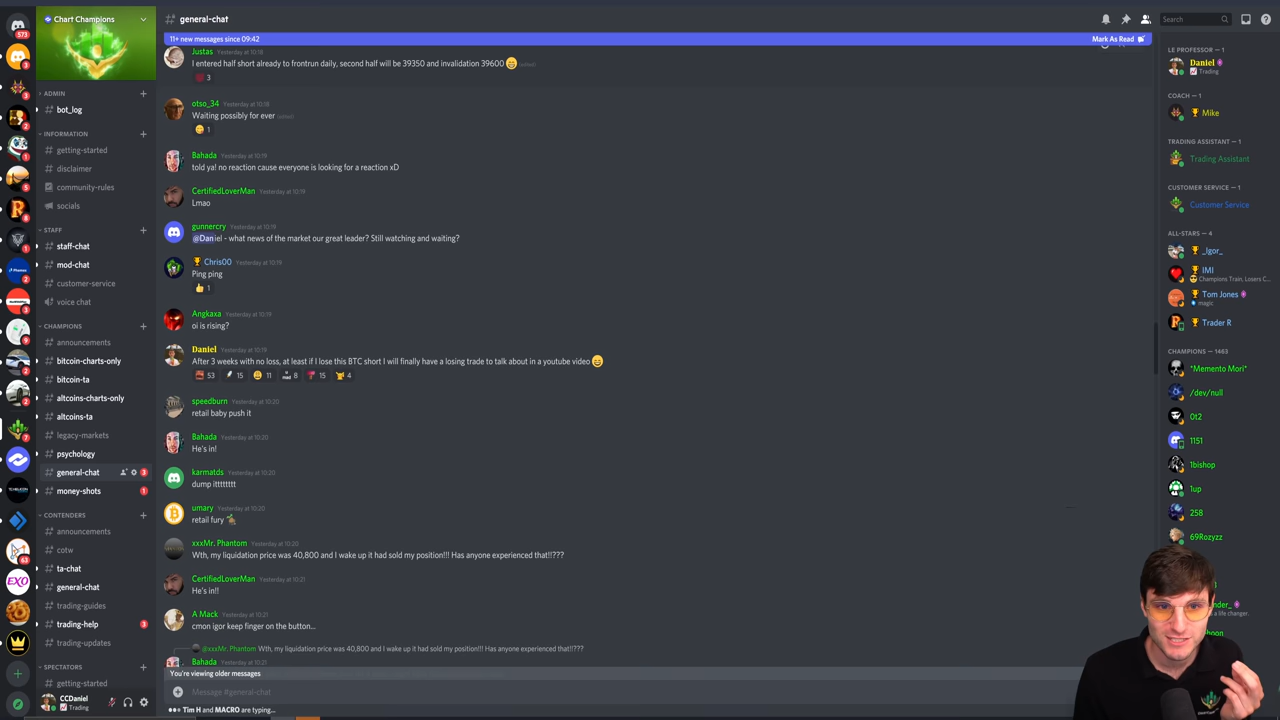 Chart Champions
general-chat
Search
573
11+ new messages since 09:42
Mark As Read
ADMIN
bot_log
INFORMATION
getting-started
disclaimer
community-rules
socials
STAFF
staff-chat
mod-chat
customer-service
voice chat
CHAMPIONS
announcements
bitcoin-charts-only
bitcoin-ta
altcoins-charts-only
altcoins-ta
legacy-markets
psychology
general-chat 3
money-shots 1
CONTENDERS
announcements
cotw
ta-chat
general-chat
trading-guides
trading-help 3
trading-updates
SPECTATORS
getting-started
CCDaniel
Trading
Justas Yesterday at 10:18
I entered half short already to frontrun daily, second half will be 39350 and invalidation 39600 (edited)
3
otso_34 Yesterday at 10:18
Waiting possibly for ever (edited)
1
Bahada Yesterday at 10:19
told ya! no reaction cause everyone is looking for a reaction xD
CertifiedLoverMan Yesterday at 10:19
Lmao
gunnercry Yesterday at 10:19
@Daniel - what news of the market our great leader? Still watching and waiting?
Chris00 Yesterday at 10:19
Ping ping
1
Angkaxa Yesterday at 10:19
oi is rising?
Daniel Yesterday at 10:19
After 3 weeks with no loss, at least if I lose this BTC short I will finally have a losing trade to talk about in a youtube video
53 15 11 8 15 4
speedburn Yesterday at 10:20
retail baby push it
Bahada Yesterday at 10:20
He's in!
karmatds Yesterday at 10:20
dump itttttttt
umary Yesterday at 10:20
retail fury
xxxMr. Phantom Yesterday at 10:20
Wth, my liquidation price was 40,800 and I wake up it had sold my position!!! Has anyone experienced that!!???
CertifiedLoverMan Yesterday at 10:21
He's in!!
A Mack Yesterday at 10:21
cmon igor keep finger on the button...
@xxxMr. Phantom Wth, my liquidation price was 40,800 and I wake up it had sold my position!!! Has anyone experienced that!!???
Bahada Yesterday at 10:21
You're viewing older messages
Message #general-chat
Tim H and MACRO are typing...
LE PROFESSOR — 1
Daniel
Trading
COACH — 1
Mike
TRADING ASSISTANT — 1
Trading Assistant
CUSTOMER SERVICE — 1
Customer Service
ALL-STARS — 4
_Igor_
IMI
Champions Train, Losers C...
Tom Jones
magic
Trader R
CHAMPIONS — 1463
*Memento Mori*
/dev/null
0t2
1151
1bishop
1up
258
69Rozyzz
a life changer.